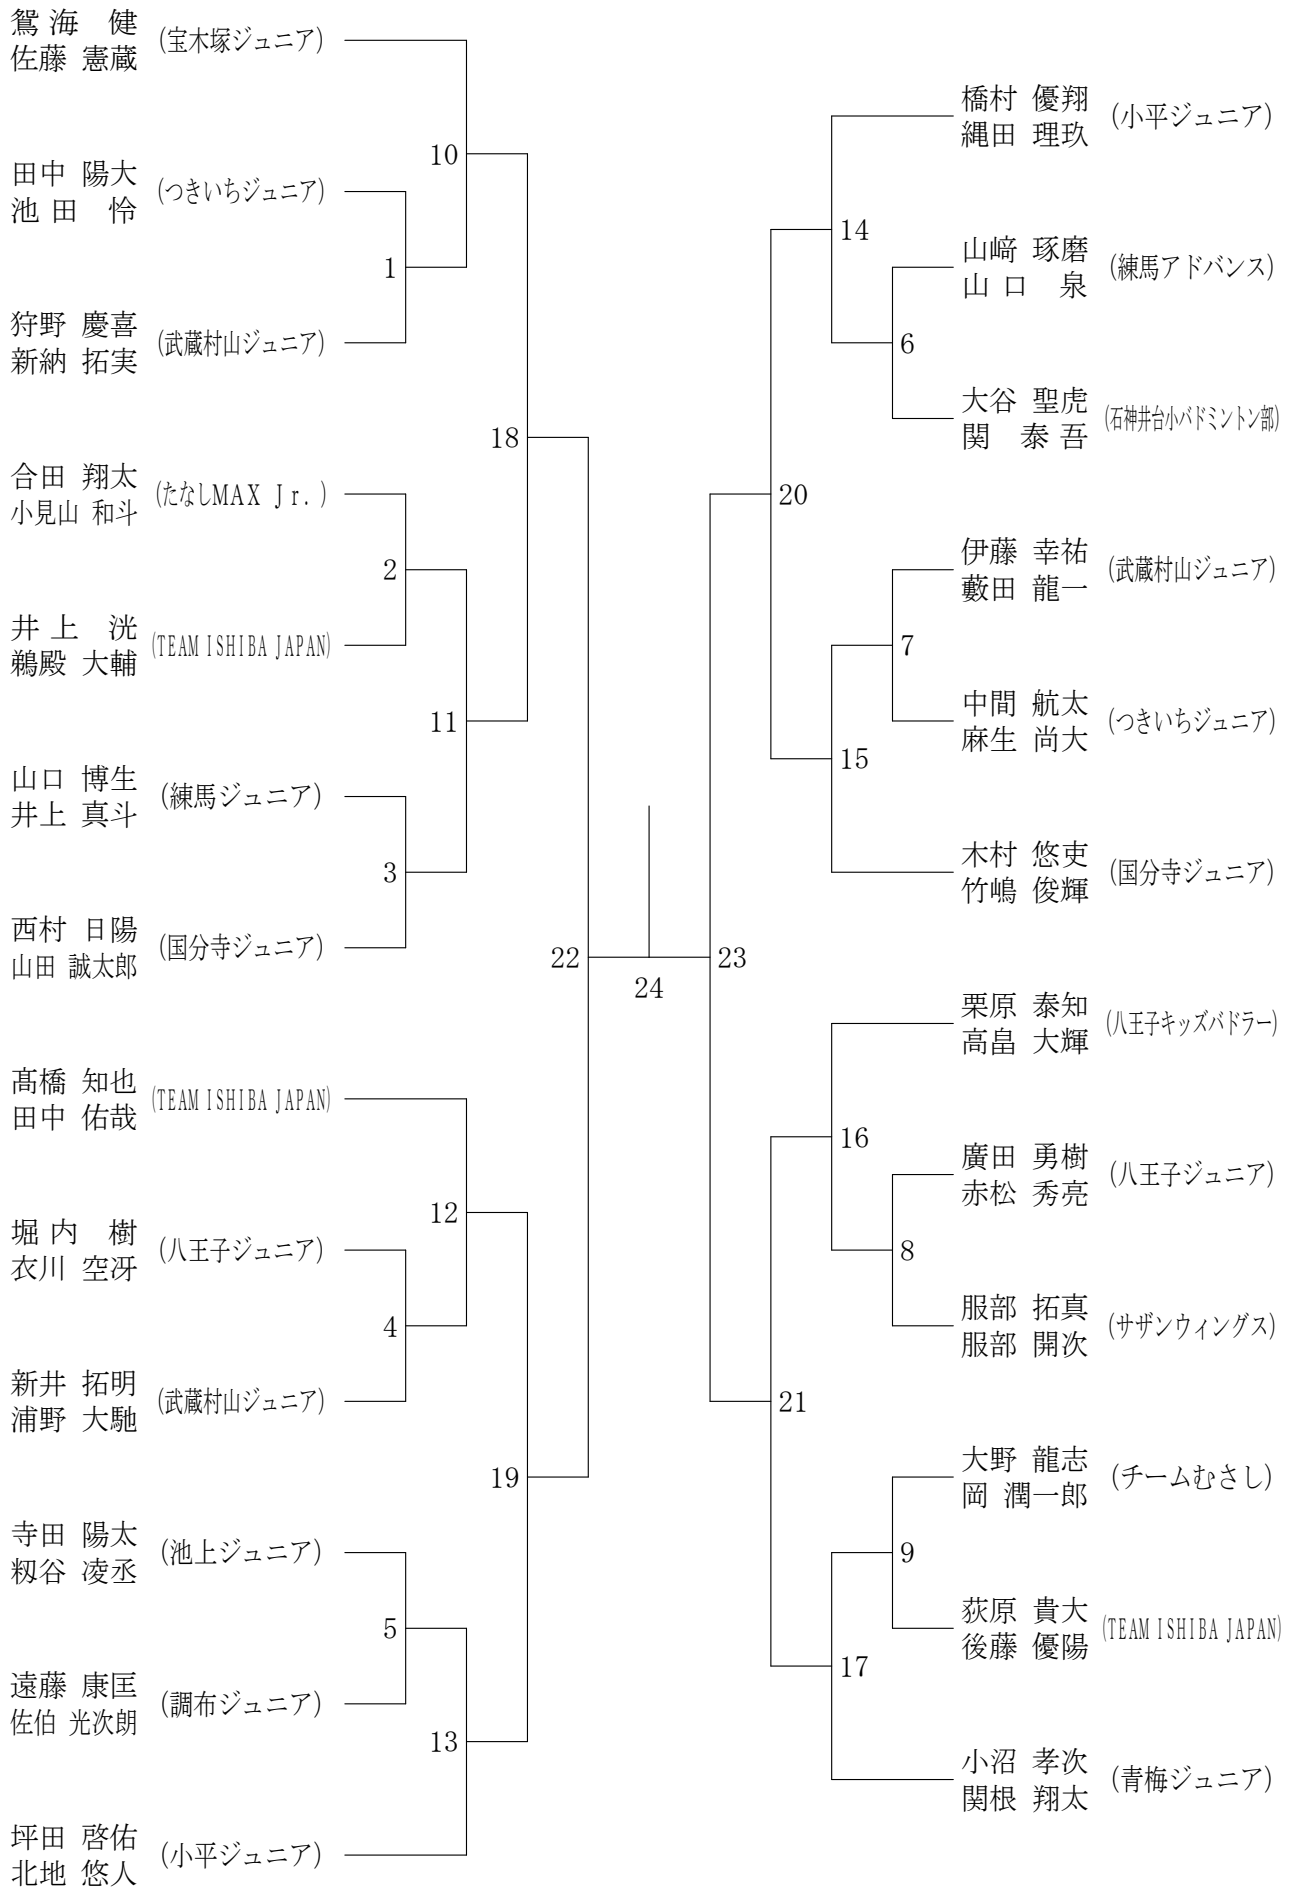 鴛海 健
佐藤 憲蔵
(宝木塚ジュニア)
田中 陽大
池田 怜
(つきいちジュニア)
狩野 慶喜
新納 拓実
(武蔵村山ジュニア)
合田 翔太
小見山 和斗
(たなしMAX Jr.)
井上 洸
鵜殿 大輔
(TEAM ISHIBA JAPAN)
山口 博生
井上 真斗
(練馬ジュニア)
西村 日陽
山田 誠太郎
(国分寺ジュニア)
髙橋 知也
田中 佑哉
(TEAM ISHIBA JAPAN)
堀内 樹
衣川 空冴
(八王子ジュニア)
新井 拓明
浦野 大馳
(武蔵村山ジュニア)
寺田 陽太
籾谷 凌丞
(池上ジュニア)
遠藤 康匡
佐伯 光次朗
(調布ジュニア)
坪田 啓佑
北地 悠人
(小平ジュニア)
1
2
3
4
5
10
11
12
13
18
19
22
24
23
20
21
14
15
16
17
6
7
8
9
橋村 優翔
縄田 理玖
(小平ジュニア)
山﨑 琢磨
山口 泉
(練馬アドバンス)
大谷 聖虎
関 泰吾
(石神井台小バドミントン部)
伊藤 幸祐
藪田 龍一
(武蔵村山ジュニア)
中間 航太
麻生 尚大
(つきいちジュニア)
木村 悠吏
竹嶋 俊輝
(国分寺ジュニア)
栗原 泰知
高畠 大輝
(八王子キッズバドラー)
廣田 勇樹
赤松 秀亮
(八王子ジュニア)
服部 拓真
服部 開次
(サザンウィングス)
大野 龍志
岡 潤一郎
(チームむさし)
荻原 貴大
後藤 優陽
(TEAM ISHIBA JAPAN)
小沼 孝次
関根 翔太
(青梅ジュニア)